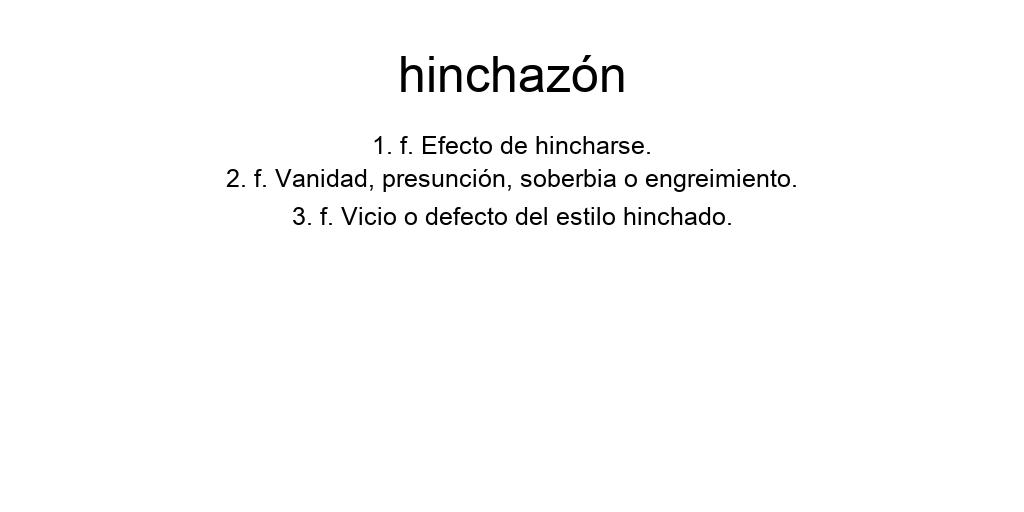 hinchazón
1. f. Efecto de hincharse.
2. f. Vanidad, presunción, soberbia o engreimiento.
3. f. Vicio o defecto del estilo hinchado.